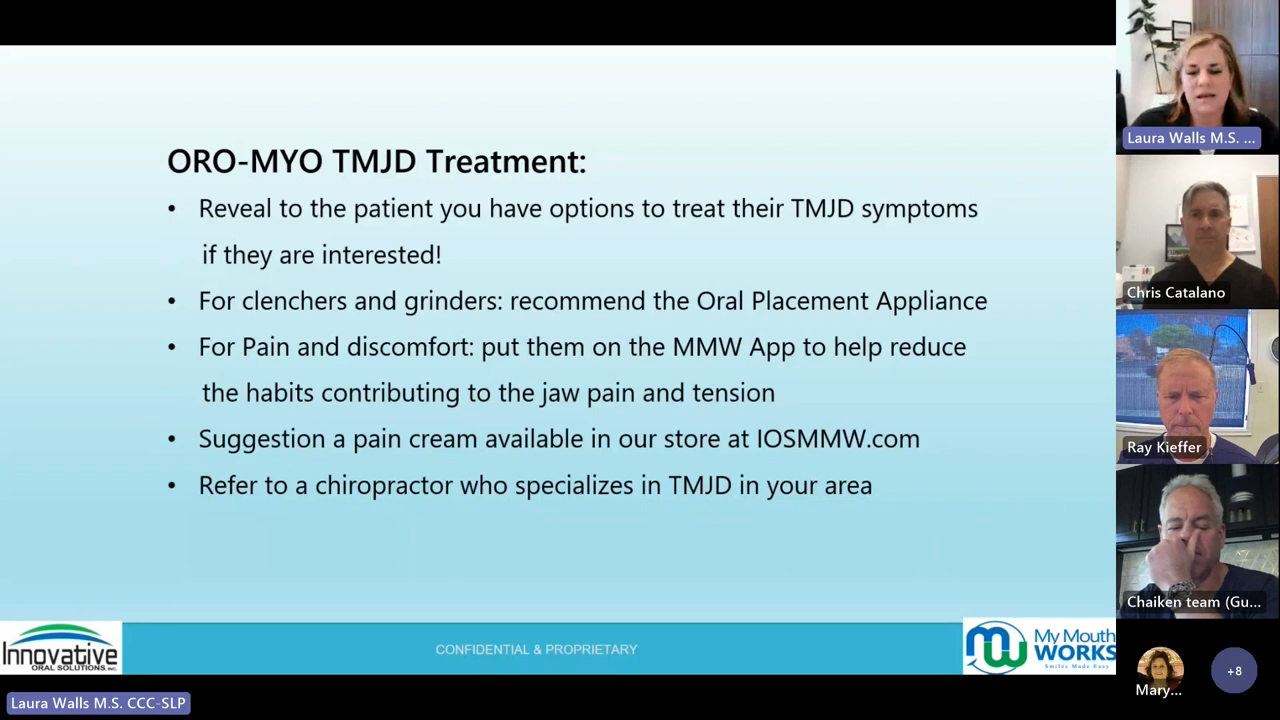 ORO-MYO TMJD Treatment:
• Reveal to the patient you have options to treat their TMJD symptoms
if they are interested!
• For clenchers and grinders: recommend the Oral Placement Appliance
• For Pain and discomfort: put them on the MMW App to help reduce
the habits contributing to the jaw pain and tension
• Suggestion a pain cream available in our store at IOSMMW.com
• Refer to a chiropractor who specializes in TMJD in your area
Innovative
ORAL SOLUTIONS, INC.
CONFIDENTIAL & PROPRIETARY
My Mouth
WORKS
Smiles Made Easy
Laura Walls M.S. CCC-SLP
Laura Walls M.S. ...
Chris Catalano
Ray Kieffer
Chaiken team (Gu...
Mary...
+8